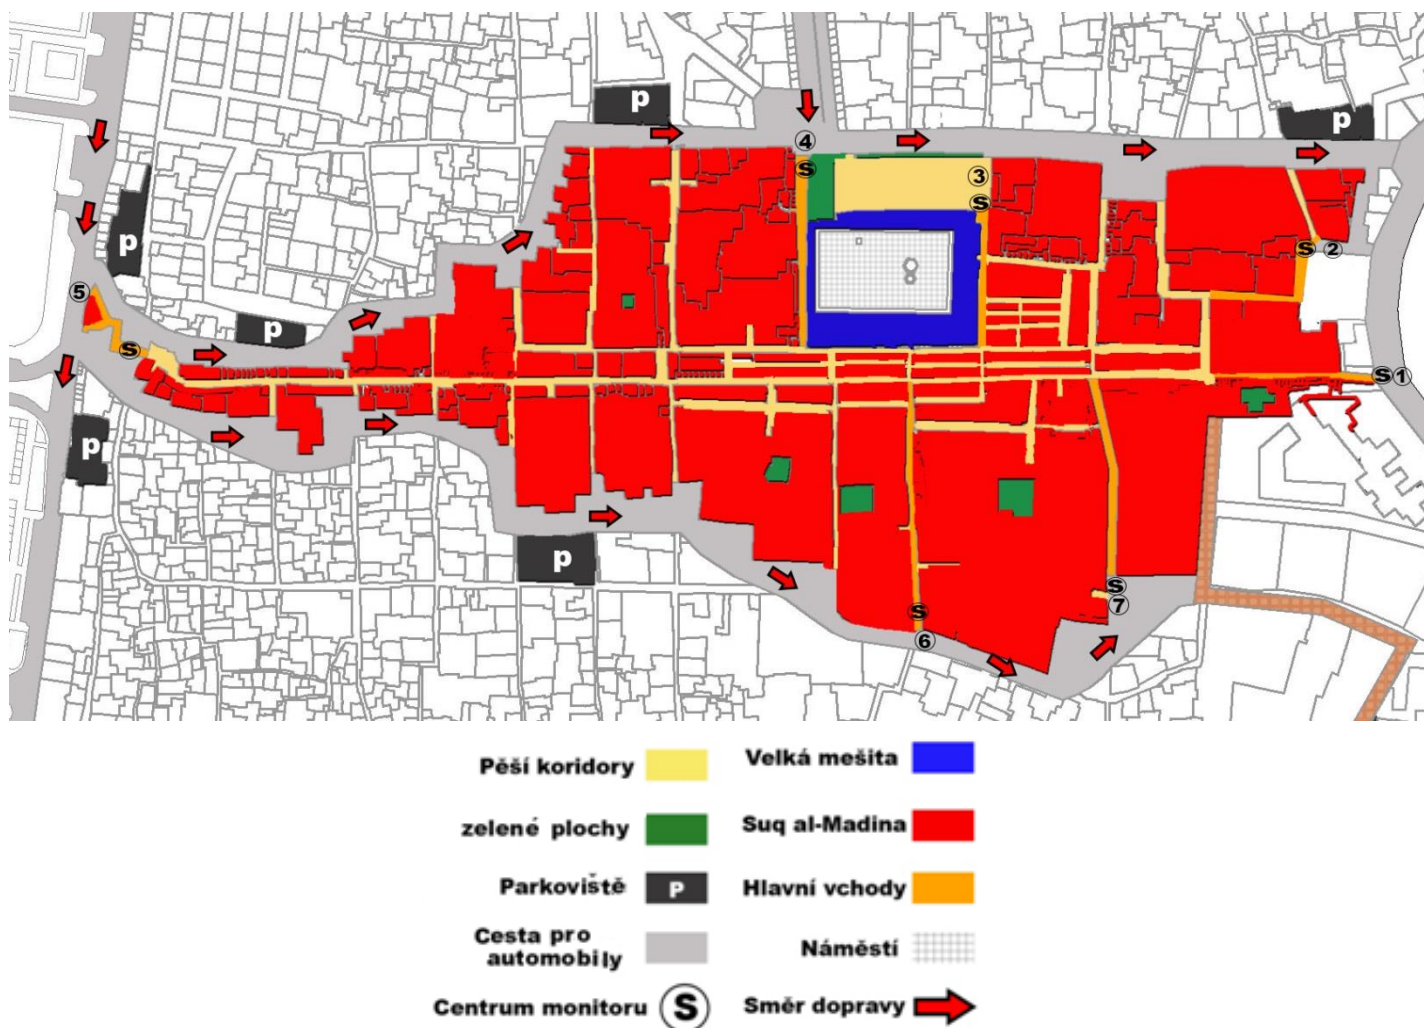 P
P
4
S
3
S
S 2
P
5
P
S
S 1
P
P
S
7
S
6
Pěší koridory
Velká mešita
zelené plochy
Suq al-Madina
Parkoviště
P
Hlavní vchody
Cesta pro
automobily
Náměstí
Centrum monitoru
S
Směr dopravy